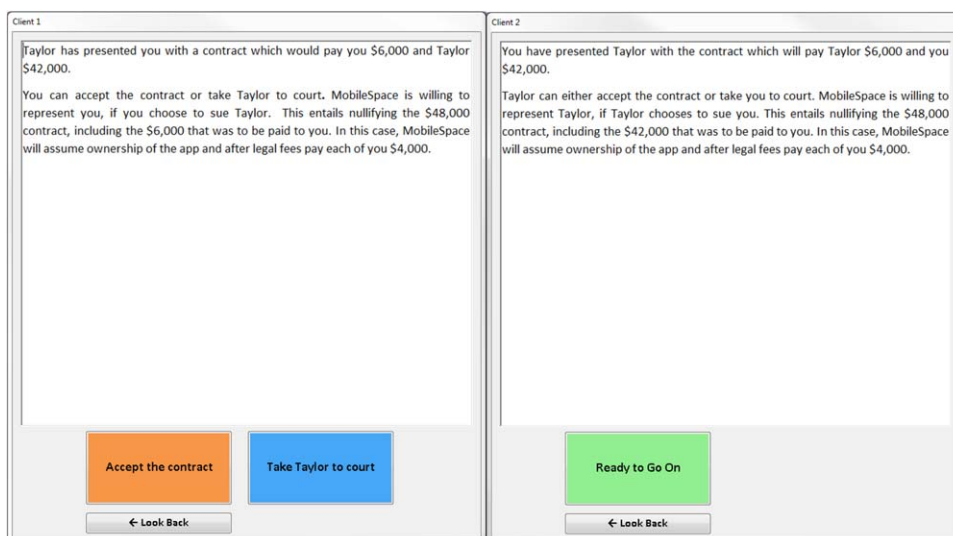 Client 1
Taylor has presented you with a contract which would pay you $6,000 and Taylor
$42,000.
You can accept the contract or take Taylor to court. MobileSpace is willing to
represent you, if you choose to sue Taylor. This entails nullifying the $48,000
contract, including the $6,000 that was to be paid to you. In this case, MobileSpace
will assume ownership of the app and after legal fees pay each of you $4,000.
Accept the contract
Take Taylor to court
← Look Back
Client 2
You have presented Taylor with the contract which will pay Taylor $6,000 and you
$42,000.
Taylor can either accept the contract or take you to court. MobileSpace is willing to
represent Taylor, if Taylor chooses to sue you. This entails nullifying the $48,000
contract, including the $42,000 that was to be paid to you. In this case, MobileSpace
will assume ownership of the app and after legal fees pay each of you $4,000.
Ready to Go On
← Look Back